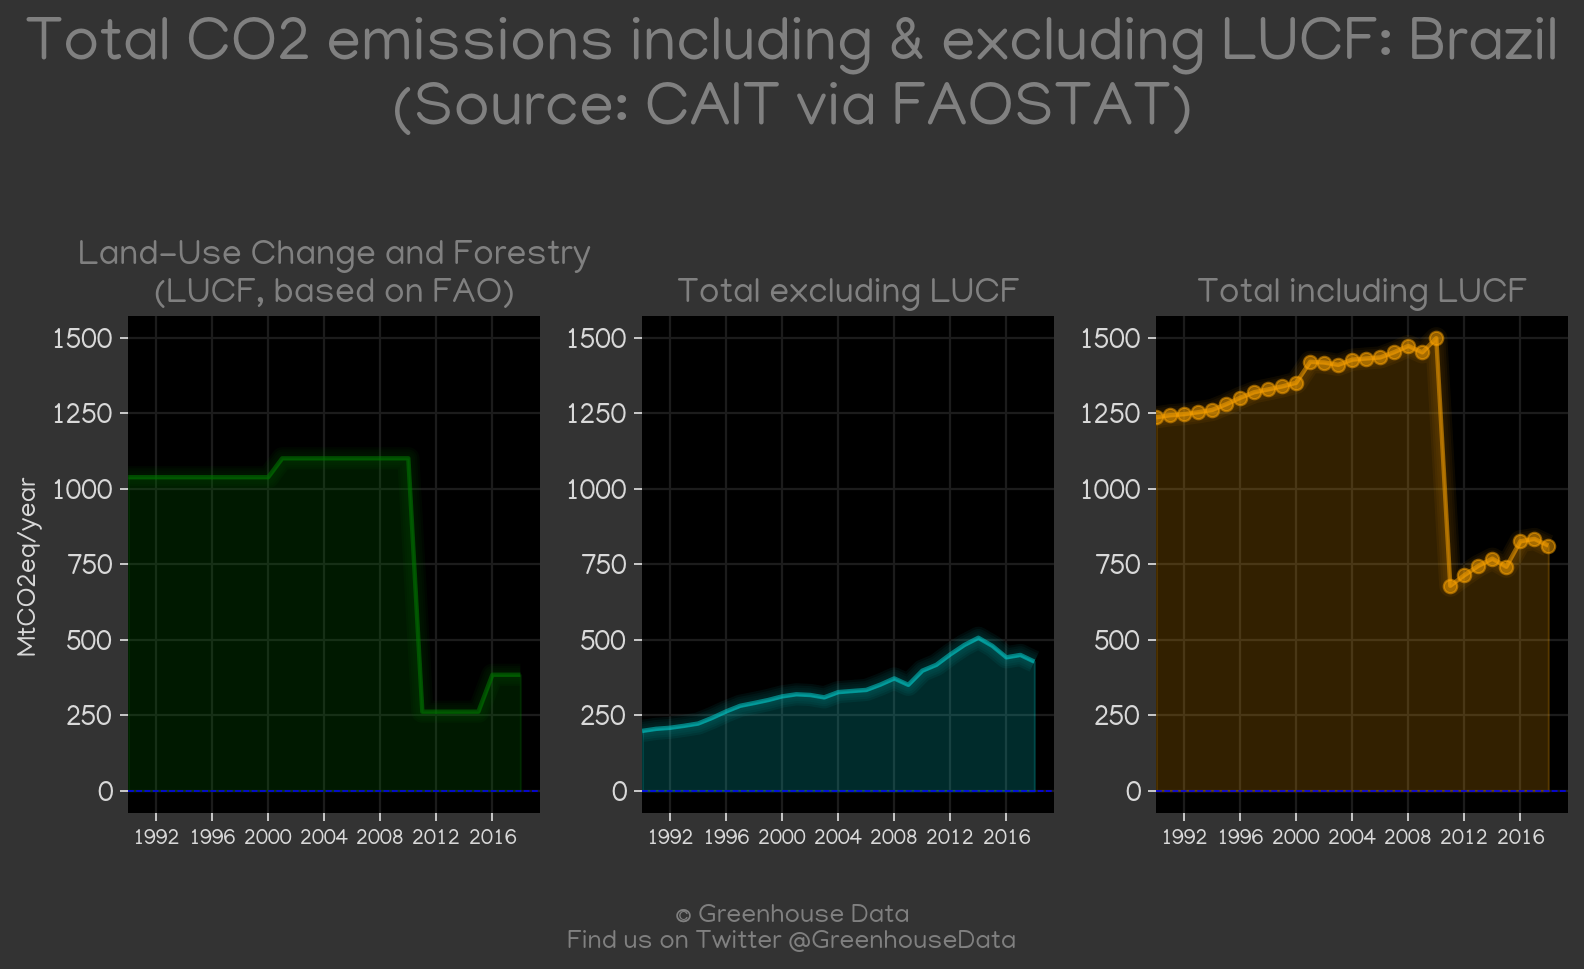 Total CO2 emissions including & excluding LUCF: Brazil
(Source: CAIT via FAOSTAT)
Land-Use Change and Forestry
(LUCF, based on FAO)
Total excluding LUCF
Total including LUCF
MtCO2eq/year
1500
1250
1000
750
500
250
0
1992 1996 2000 2004 2008 2012 2016
1500
1250
1000
750
500
250
0
1992 1996 2000 2004 2008 2012 2016
1500
1250
1000
750
500
250
0
1992 1996 2000 2004 2008 2012 2016
© Greenhouse Data
Find us on Twitter @GreenhouseData